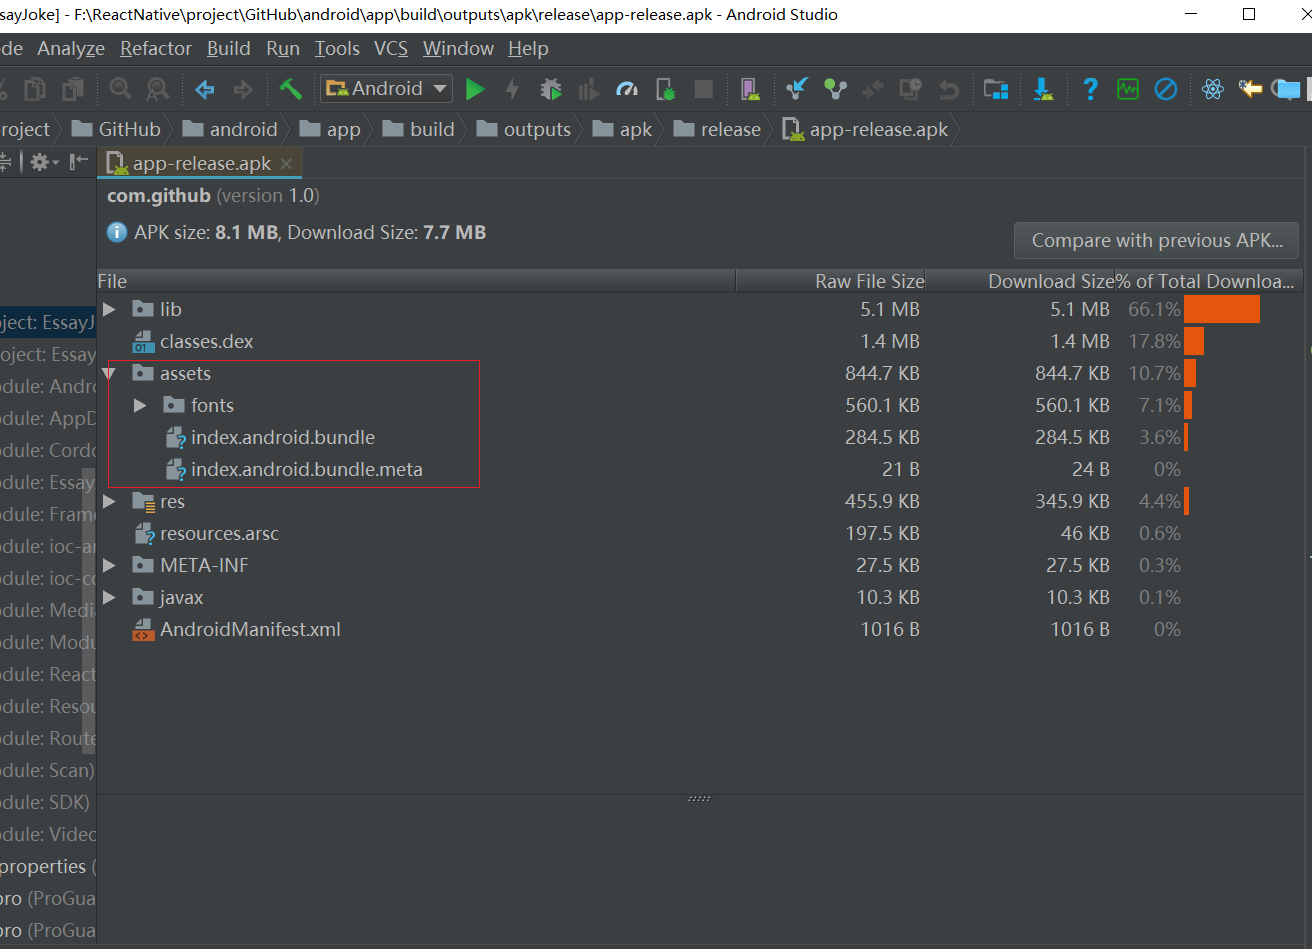 ssayJoke] - F:\ReactNative\project\GitHub\android\app\build\outputs\apk\release\app-release.apk - Android Studio
de Analyze Refactor Build Run Tools VCS Window Help
Android
roject GitHub android app build outputs apk release app-release.apk
app-release.apk
com.github (version 1.0)
APK size: 8.1 MB, Download Size: 7.7 MB
Compare with previous APK...
File Raw File Size Download Size % of Total Downloa...
lib 5.1 MB 5.1 MB 66.1%
classes.dex 1.4 MB 1.4 MB 17.8%
assets 844.7 KB 844.7 KB 10.7%
fonts 560.1 KB 560.1 KB 7.1%
index.android.bundle 284.5 KB 284.5 KB 3.6%
index.android.bundle.meta 21 B 24 B 0%
res 455.9 KB 345.9 KB 4.4%
resources.arsc 197.5 KB 46 KB 0.6%
META-INF 27.5 KB 27.5 KB 0.3%
javax 10.3 KB 10.3 KB 0.1%
AndroidManifest.xml 1016 B 1016 B 0%
oject: EssayJ
oject: Essay
odule: Andro
odule: AppD
odule: Cordo
odule: Essay
odule: Fram
odule: ioc-a
odule: ioc-co
odule: Medi
odule: Modu
odule: React
odule: Resou
odule: Route
odule: Scan)
odule: SDK)
odule: Video
properties (
pro (ProGua
pro (ProGua